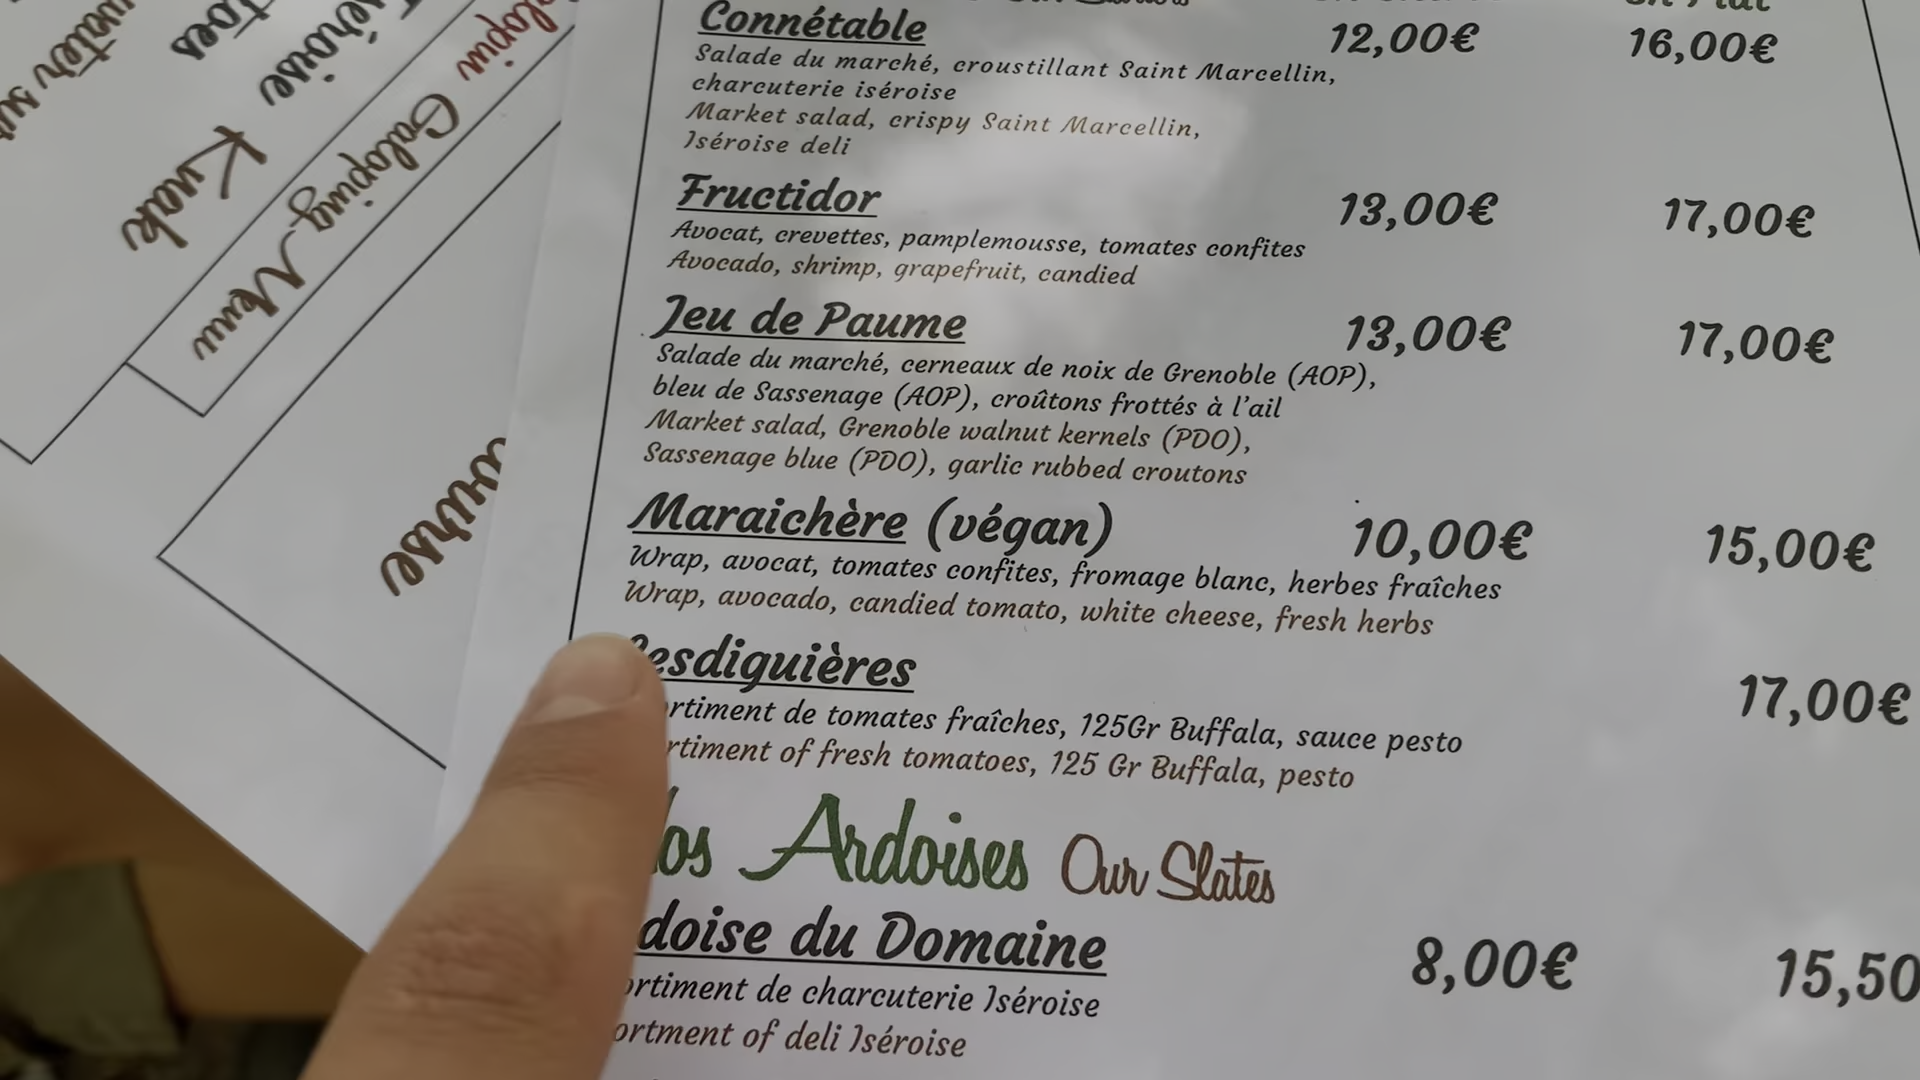 Connétable 12,00€ 16,00€
Salade du marché, croustillant Saint Marcellin,
charcuterie iséroise
Market salad, crispy Saint Marcellin,
Iséroise deli
Fructidor 13,00€ 17,00€
Avocat, crevettes, pamplemousse, tomates confites
Avocado, shrimp, grapefruit, candied
Jeu de Paume 13,00€ 17,00€
Salade du marché, cerneaux de noix de Grenoble (AOP),
bleu de Sassenage (AOP), croûtons frottés à l'ail
Market salad, Grenoble walnut kernels (PDO),
Sassenage blue (PDO), garlic rubbed croutons
Maraichère (végan) 10,00€ 15,00€
Wrap, avocat, tomates confites, fromage blanc, herbes fraîches
Wrap, avocado, candied tomato, white cheese, fresh herbs
Lesdiguières 17,00€
rtiment de tomates fraîches, 125Gr Buffala, sauce pesto
rtiment of fresh tomatoes, 125 Gr Buffala, pesto
os Ardoises Our Slates
doise du Domaine 8,00€ 15,50
ortiment de charcuterie Iséroise
ortment of deli Iséroise
Galoping Menu
Knak